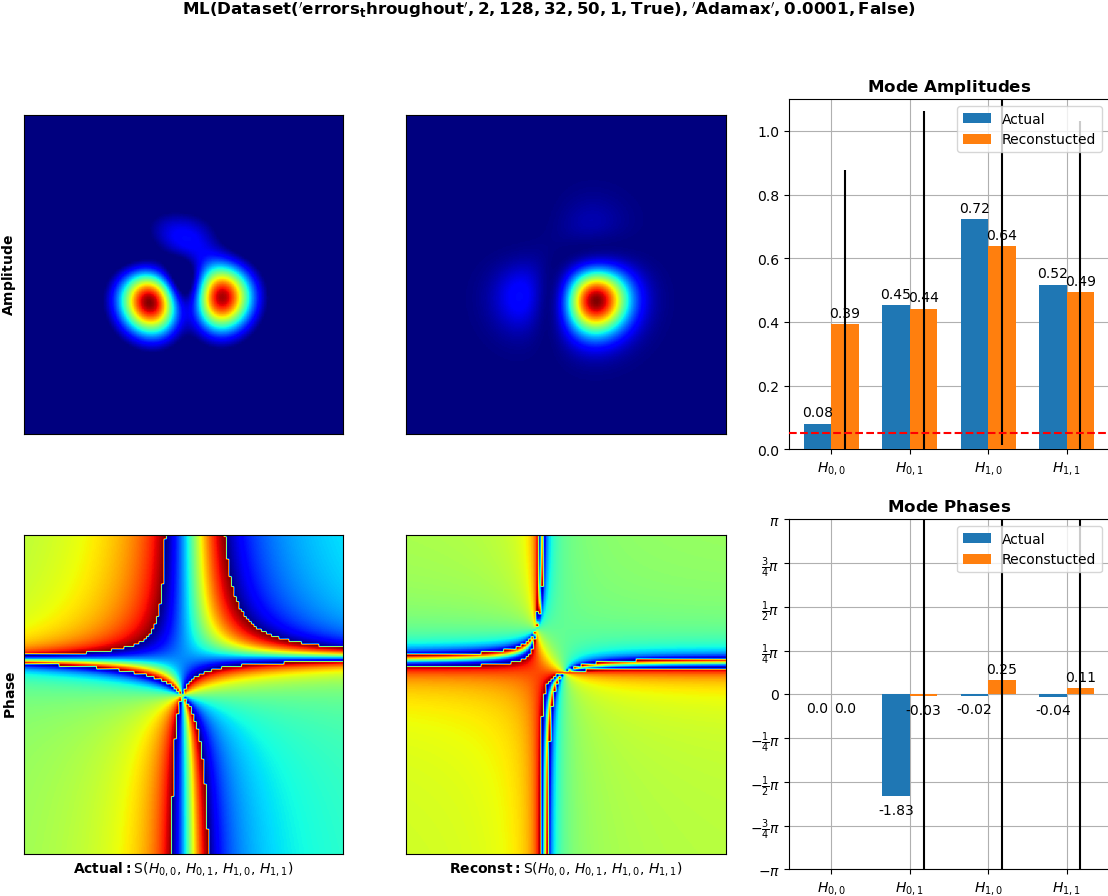 ML(Dataset('errors_throughout', 2, 128, 32, 50, 1, True), 'Adamax', 0.0001, False)
Amplitude
Mode Amplitudes
Actual
Reconstucted
1.0
0.8
0.6
0.4
0.2
0.0
0.08
0.39
0.45
0.44
0.72
0.64
0.52
0.49
H0,0
H0,1
H1,0
H1,1
Phase
Actual: S(H0,0, H0,1, H1,0, H1,1)
Reconst: S(H0,0, H0,1, H1,0, H1,1)
Mode Phases
Actual
Reconstucted
π
3/4π
1/2π
1/4π
0
−1/4π
−1/2π
−3/4π
−π
0.0
0.0
-1.83
-0.03
-0.02
0.25
-0.04
0.11
H0,0
H0,1
H1,0
H1,1